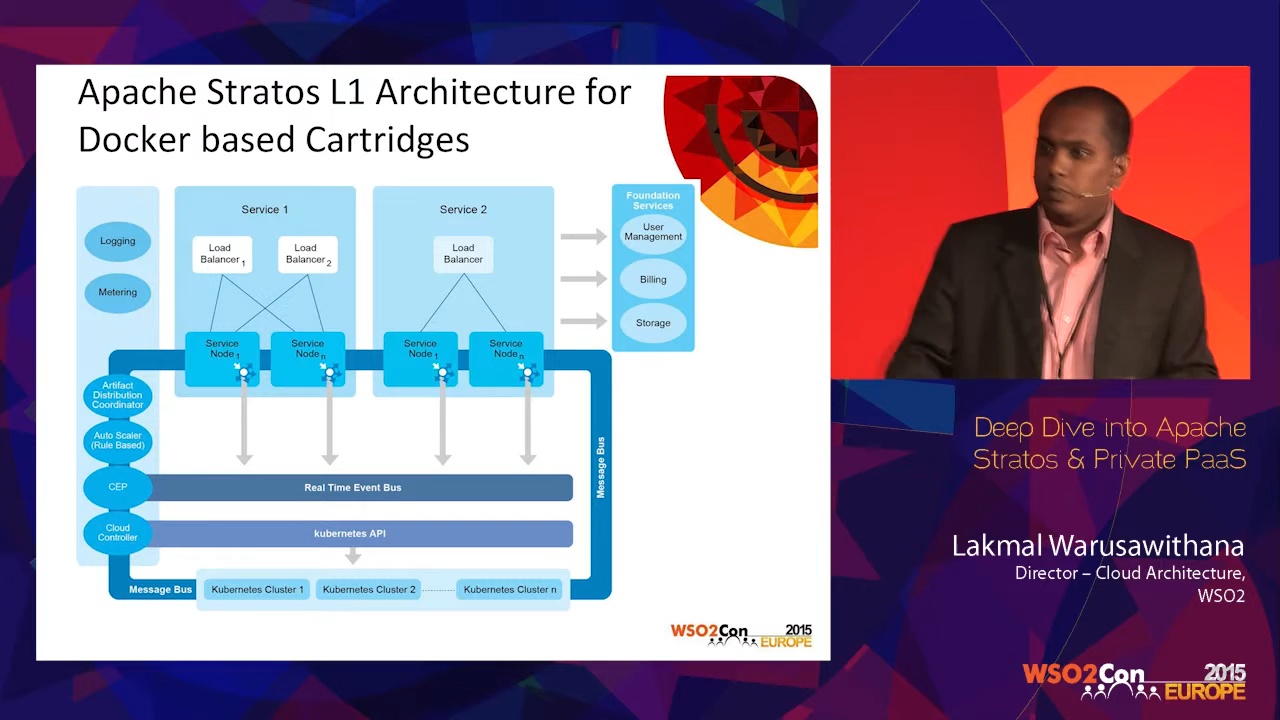 Apache Stratos L1 Architecture for
Docker based Cartridges
Logging
Metering
Artifact
Distribution
Coordinator
Auto Scaler
(Rule Based)
CEP
Cloud
Controller
Service 1
Load
Balancer 1
Load
Balancer 2
Service
Node 1
Service
Node n
Service 2
Load
Balancer
Service
Node 1
Service
Node n
Foundation
Services
User
Management
Billing
Storage
Real Time Event Bus
kubernetes API
Message Bus
Message Bus
Kubernetes Cluster 1
Kubernetes Cluster 2
Kubernetes Cluster n
WSO2Con 2015
EUROPE
Deep Dive into Apache
Stratos & Private PaaS
Lakmal Warusawithana
Director – Cloud Architecture,
WSO2
WSO2Con 2015
EUROPE